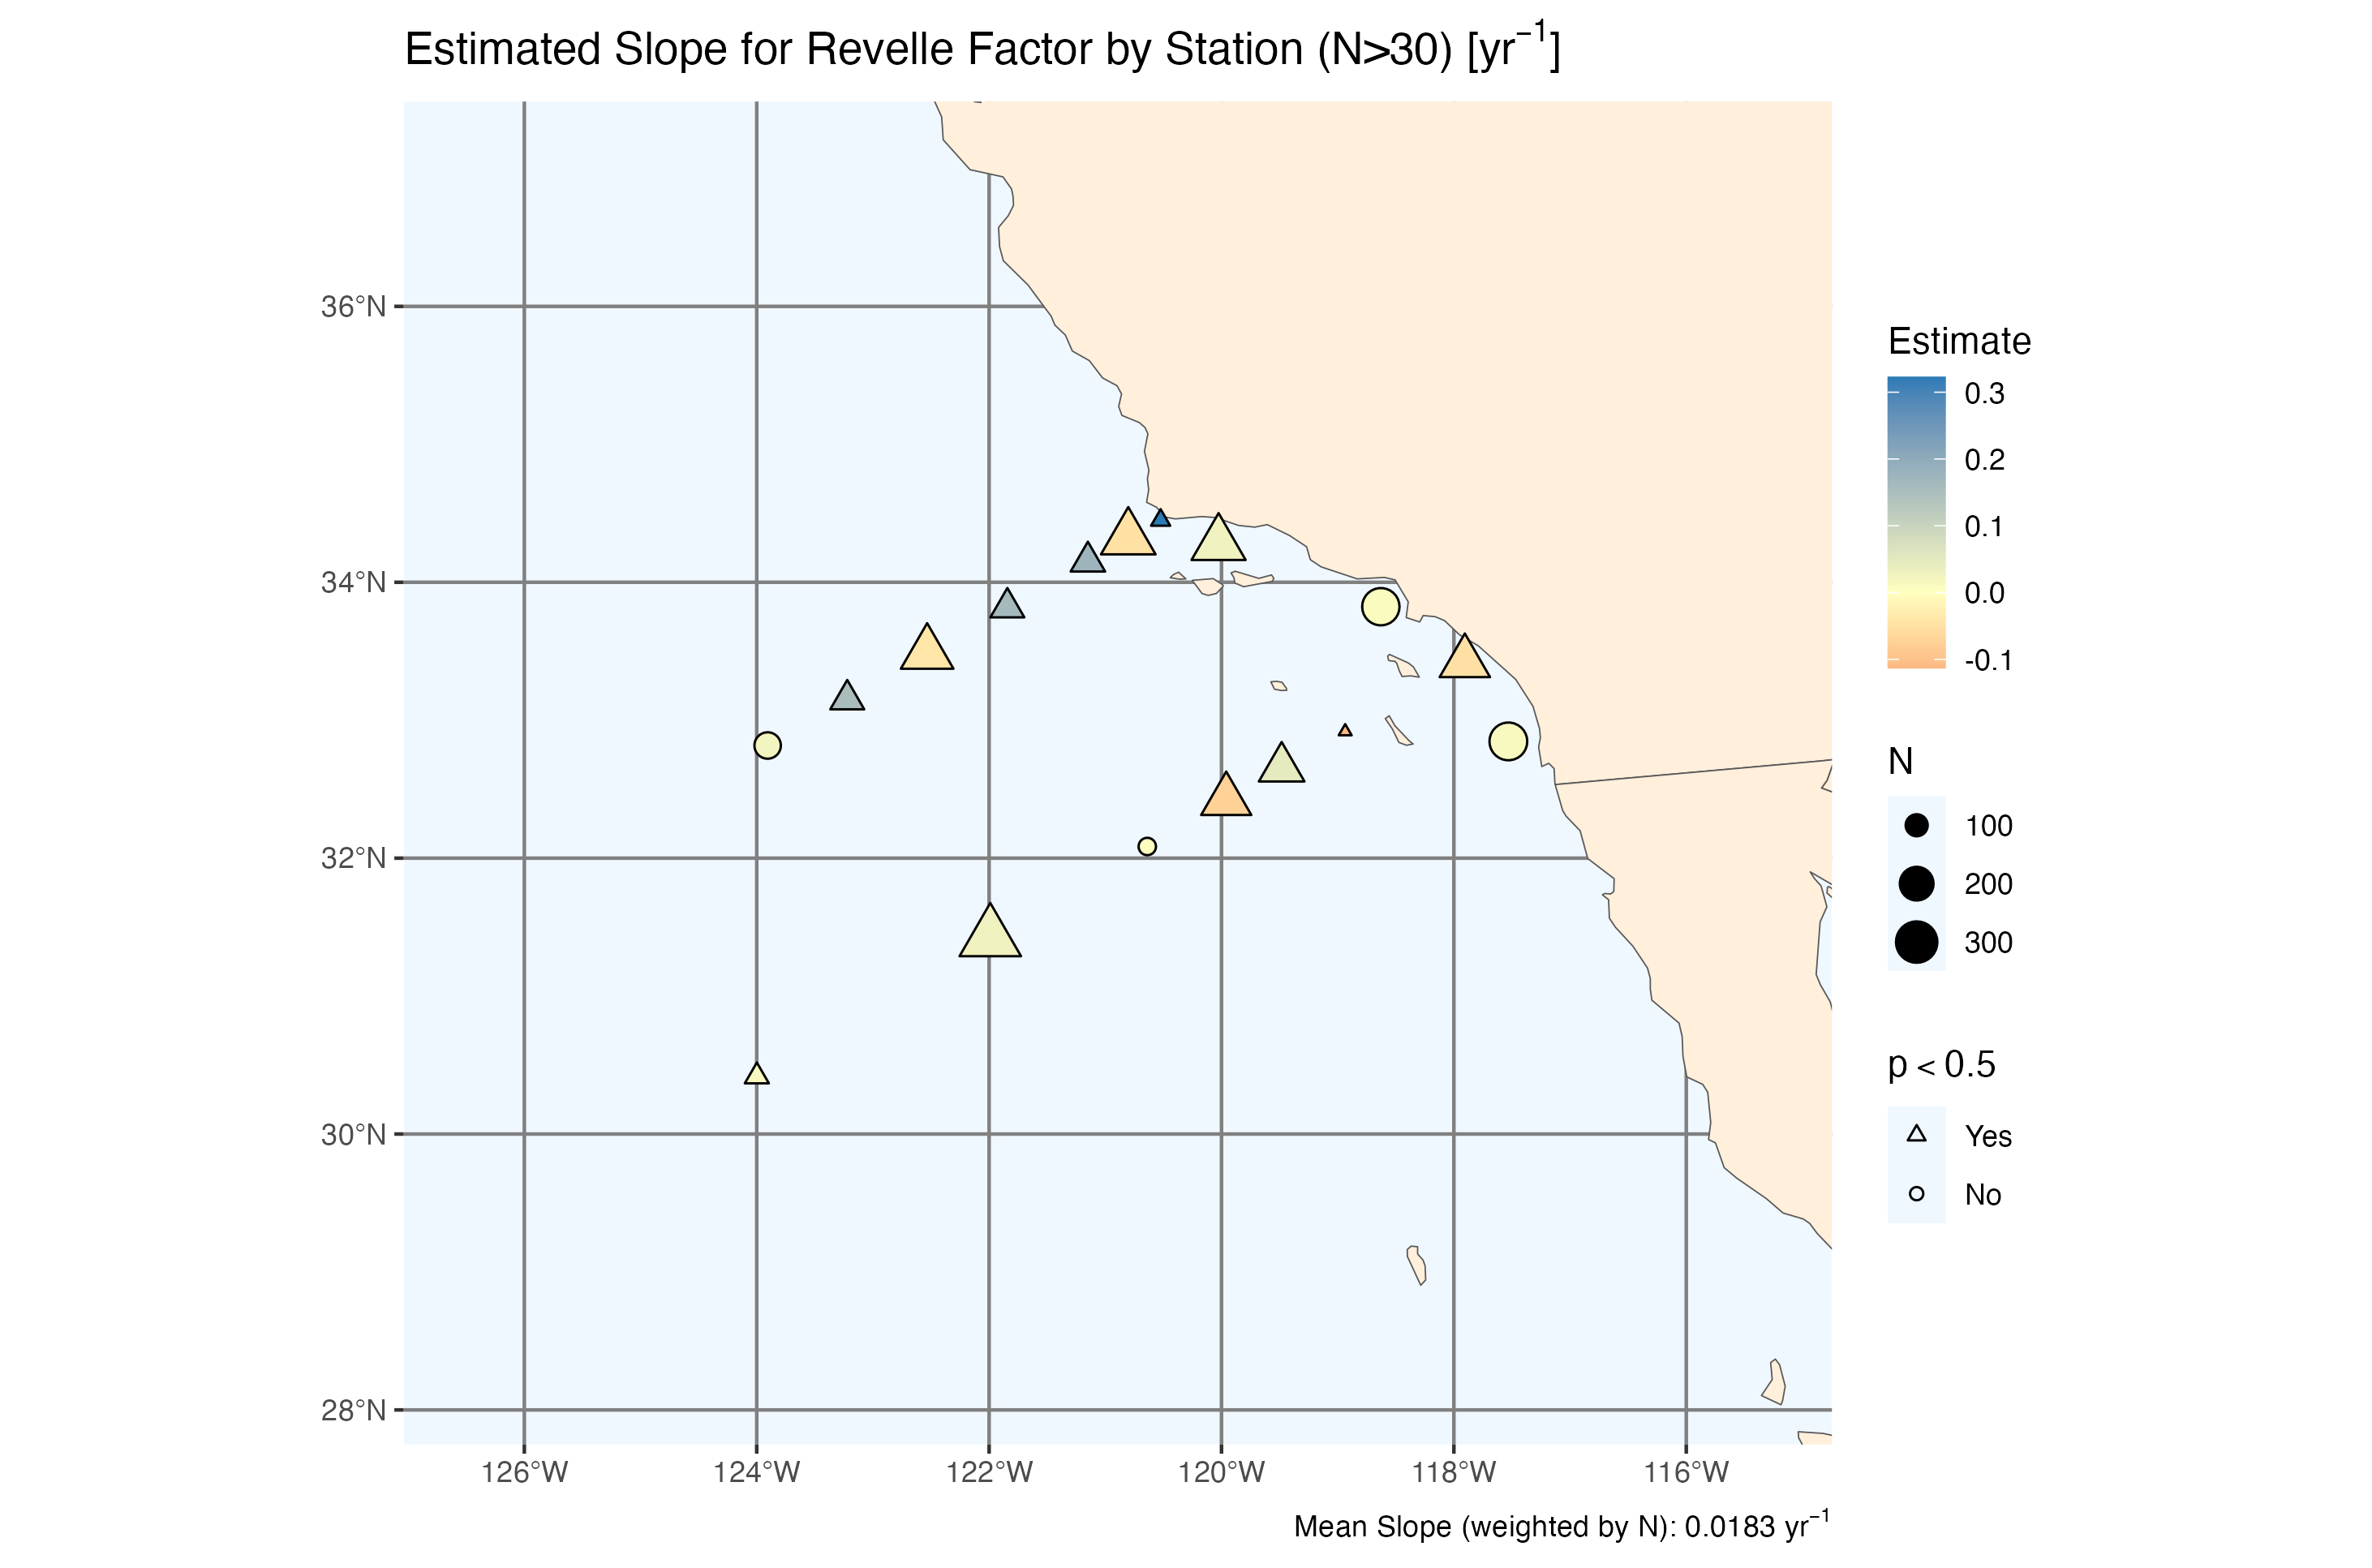 Estimated Slope for Revelle Factor by Station (N>30) [yr⁻¹]
36°N
34°N
32°N
30°N
28°N
126°W
124°W
122°W
120°W
118°W
116°W
Estimate
0.3
0.2
0.1
0.0
-0.1
N
100
200
300
p < 0.5
Yes
No
Mean Slope (weighted by N): 0.0183 yr⁻¹